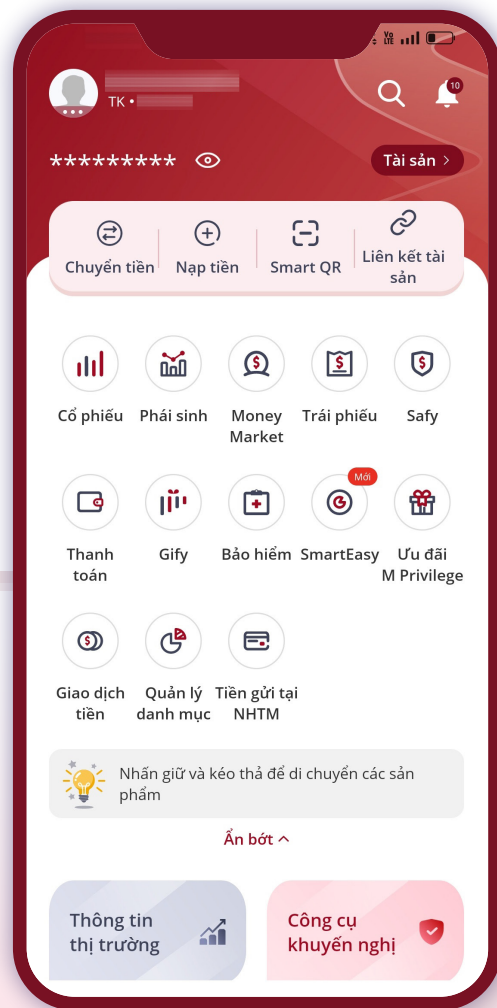 Vo
LTE
10
TK •
*********
Tài sản >
Chuyển tiền
Nạp tiền
Smart QR
Liên kết tài
sản
Cổ phiếu
Phái sinh
Money
Market
Trái phiếu
Safy
Mới
Thanh
toán
Gify
Bảo hiểm
SmartEasy
Ưu đãi
M Privilege
Giao dịch
tiền
Quản lý
danh mục
Tiền gửi tại
NHTM
Nhấn giữ và kéo thả để di chuyển các sản
phẩm
Ẩn bớt
Thông tin
thị trường
Công cụ
khuyến nghị